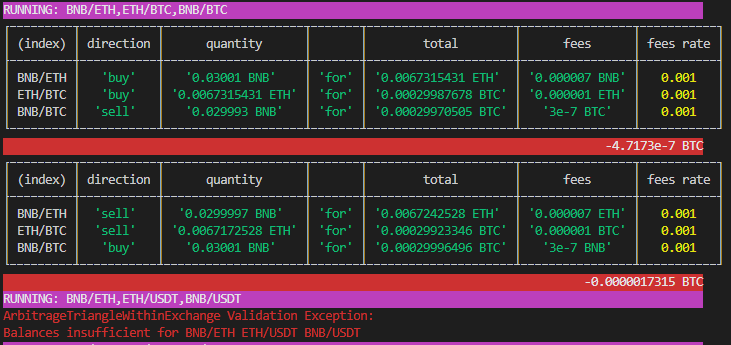 RUNNING: BNB/ETH,ETH/BTC,BNB/BTC
(index) direction quantity total fees fees rate
BNB/ETH 'buy' '0.03001 BNB' 'for' '0.0067315431 ETH' '0.000007 BNB' 0.001
ETH/BTC 'buy' '0.0067315431 ETH' 'for' '0.00029987678 BTC' '0.000001 ETH' 0.001
BNB/BTC 'sell' '0.029993 BNB' 'for' '0.00029970505 BTC' '3e-7 BTC' 0.001
-4.7173e-7 BTC
(index) direction quantity total fees fees rate
BNB/ETH 'sell' '0.0299997 BNB' 'for' '0.0067242528 ETH' '0.000007 ETH' 0.001
ETH/BTC 'sell' '0.0067172528 ETH' 'for' '0.00029923346 BTC' '0.000001 BTC' 0.001
BNB/BTC 'buy' '0.03001 BNB' 'for' '0.00029996496 BTC' '3e-7 BNB' 0.001
-0.0000017315 BTC
RUNNING: BNB/ETH,ETH/USDT,BNB/USDT
ArbitrageTriangleWithinExchange Validation Exception:
Balances insufficient for BNB/ETH ETH/USDT BNB/USDT